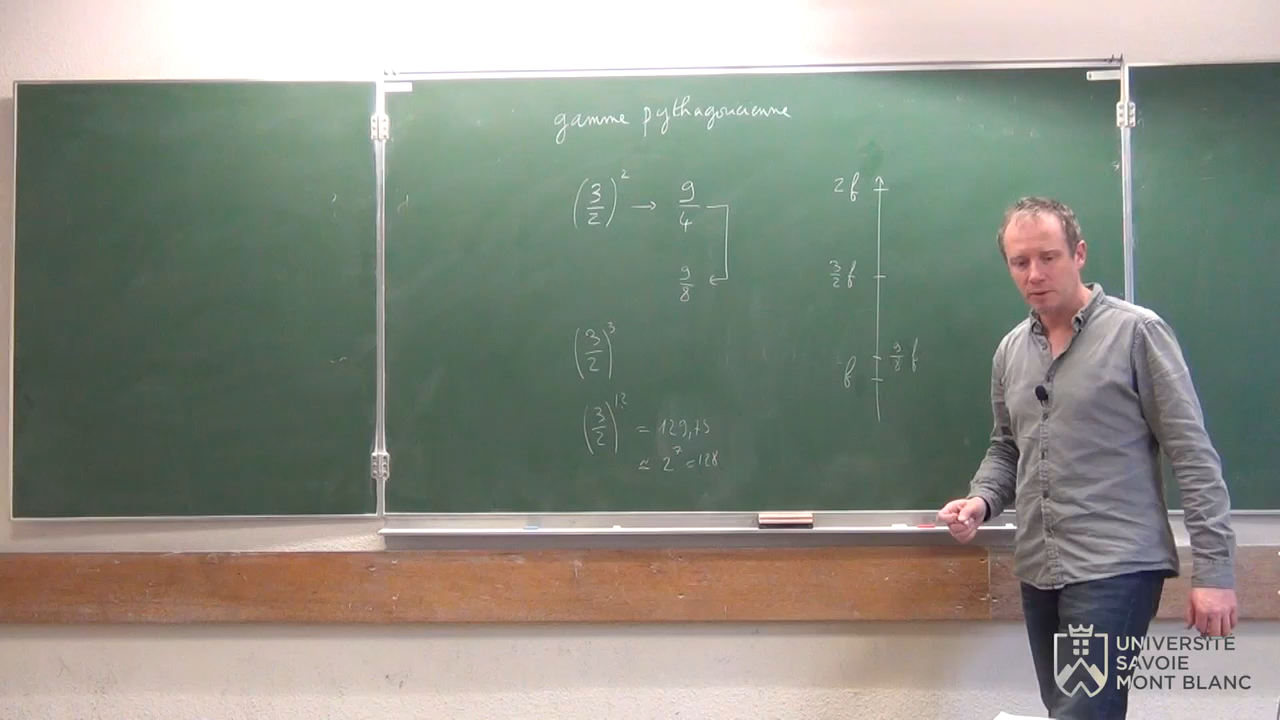 gamme pythagoricienne
(3/2)² → 9/4
9/8
(3/2)³
(3/2)¹² = 129,75
≃ 2⁷ = 128
2f
3/2 f
9/8 f
f
UNIVERSITÉ
SAVOIE
MONT BLANC